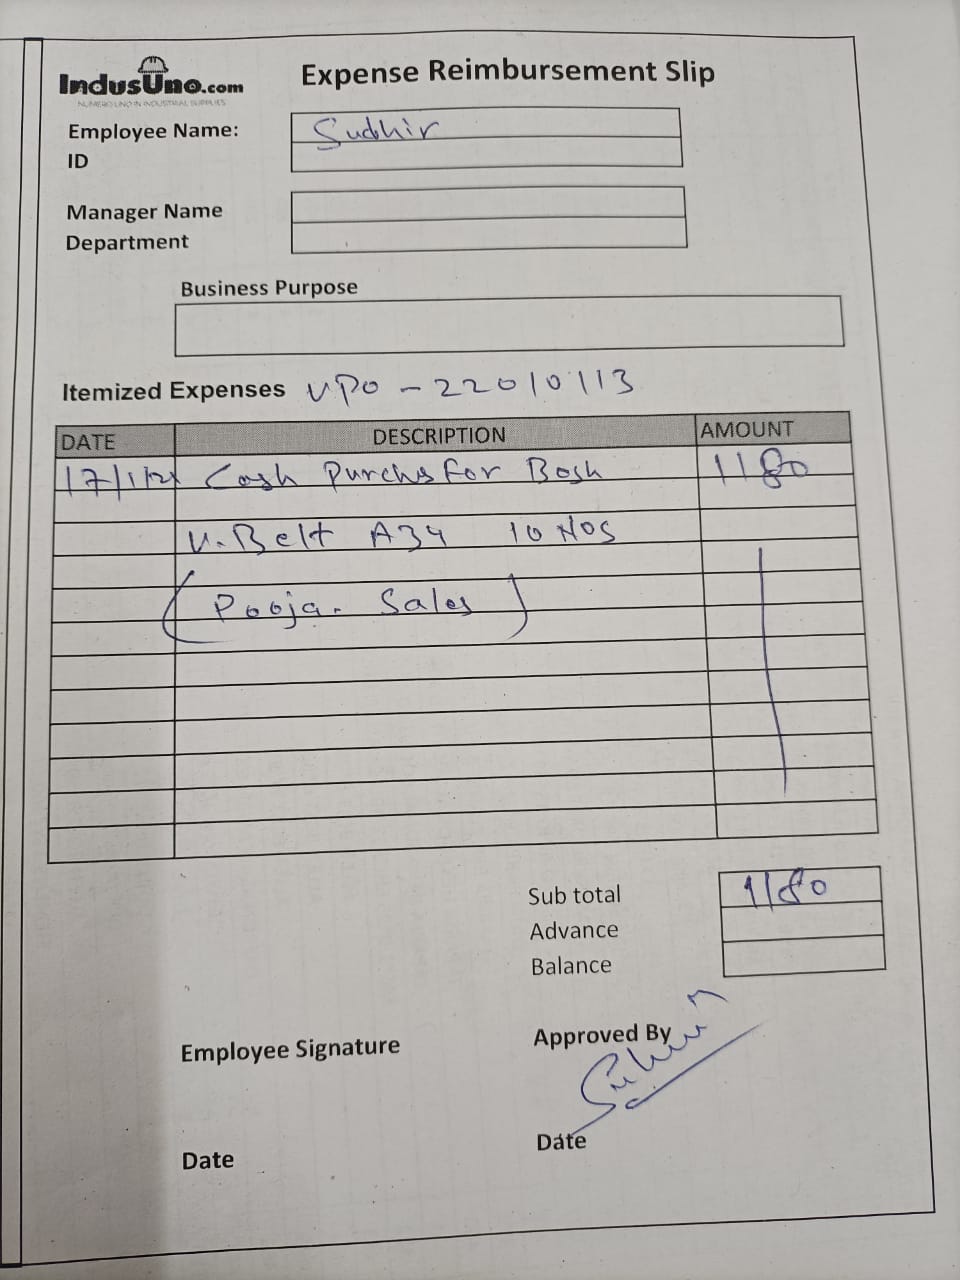 IndusUno.com
NUMERO UNO IN INDUSTRIAL SUPPLIES
Expense Reimbursement Slip
Employee Name: Sudhir
ID
Manager Name
Department
Business Purpose
Itemized Expenses VPO - 22010113
DATE DESCRIPTION AMOUNT
17/1/22 Cash Purchs For Bosh 1180
V. Belt A34 10 NOS
(Pooja. Sales)
Sub total 1180
Advance
Balance
Employee Signature Approved By
Date Date